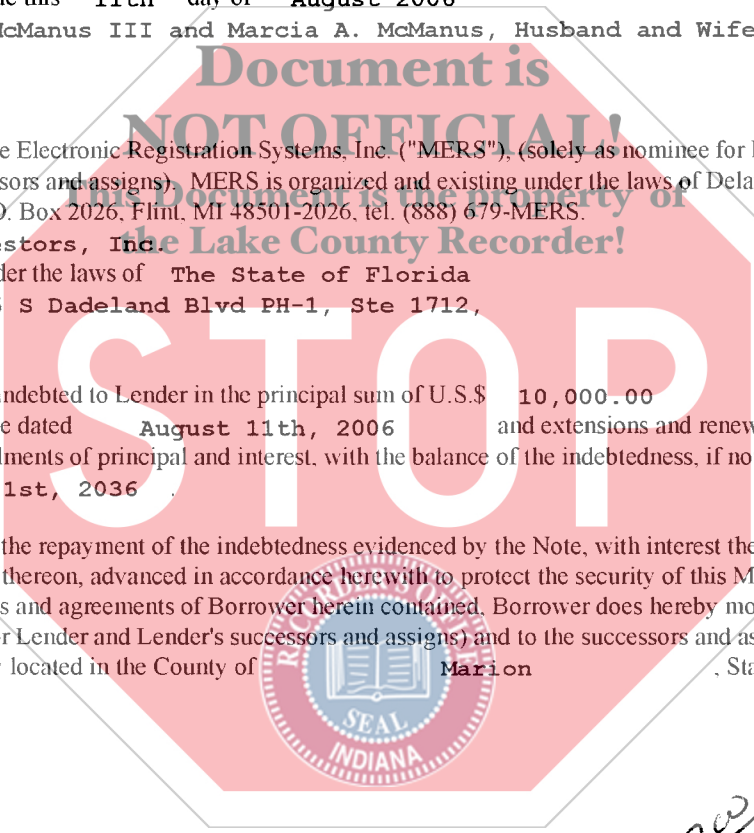 11th day of August 2006
McManus III and Marcia A. McManus, Husband and Wife
Document is
NOT OFFICIAL!
e Electronic Registration Systems, Inc. ("MERS"), (solely as nominee for
sors and assigns). MERS is organized and existing under the laws of Dela
This Document is the property of
O. Box 2026, Flint, MI 48501-2026, tel. (888) 679-MERS.
estors, Inc.
the Lake County Recorder!
der the laws of The State of Florida
S Dadeland Blvd PH-1, Ste 1712,
STOP
indebted to Lender in the principal sum of U.S.$ 10,000.00
e dated August 11th, 2006 and extensions and renew
lments of principal and interest, with the balance of the indebtedness, if no
1st, 2036 .
the repayment of the indebtedness evidenced by the Note, with interest the
thereon, advanced in accordance herewith to protect the security of this M
s and agreements of Borrower herein contained, Borrower does hereby mo
r Lender and Lender's successors and assigns) and to the successors and as
located in the County of Marion , Sta
RECORDER'S OFFICE
SEAL
INDIANA